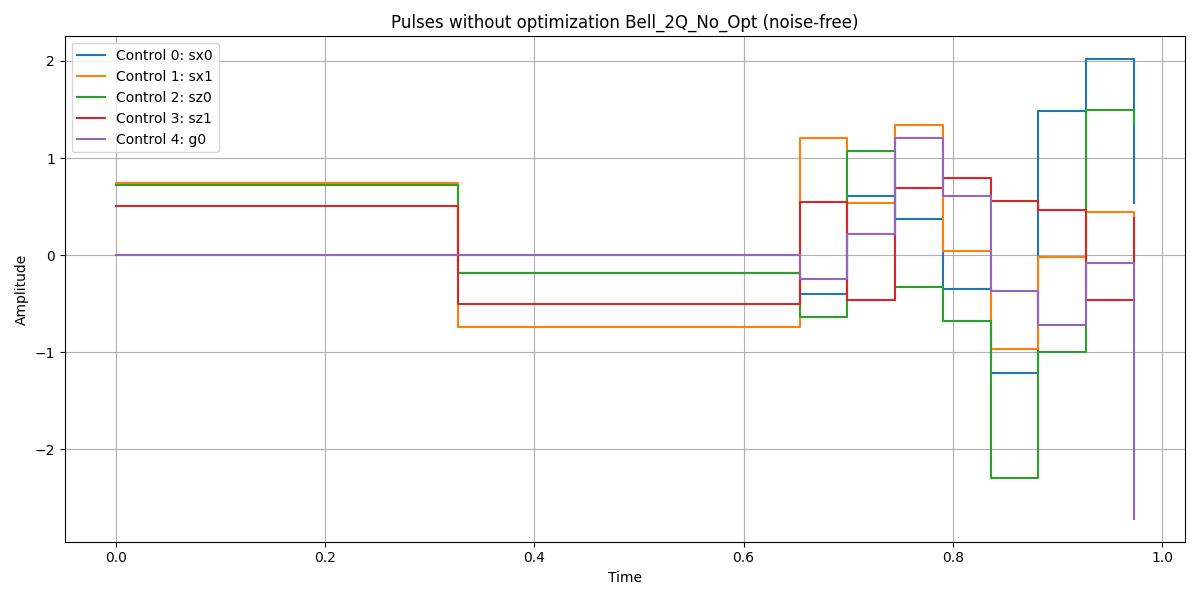 Pulses without optimization Bell_2Q_No_Opt (noise-free)
Control 0: sx0
Control 1: sx1
Control 2: sz0
Control 3: sz1
Control 4: g0
2
1
0
−1
−2
Amplitude
0.0 0.2 0.4 0.6 0.8 1.0
Time